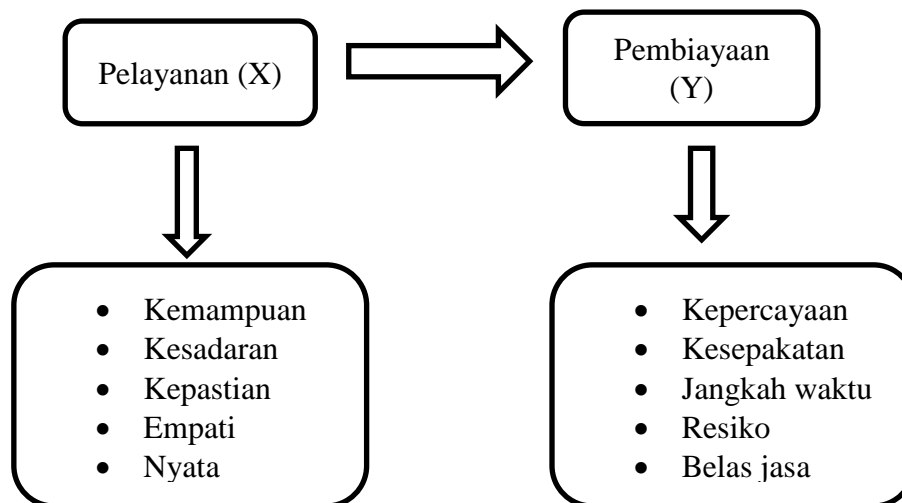 Pelayanan (X)
Pembiayaan
(Y)
• Kemampuan
• Kesadaran
• Kepastian
• Empati
• Nyata
• Kepercayaan
• Kesepakatan
• Jangkah waktu
• Resiko
• Belas jasa